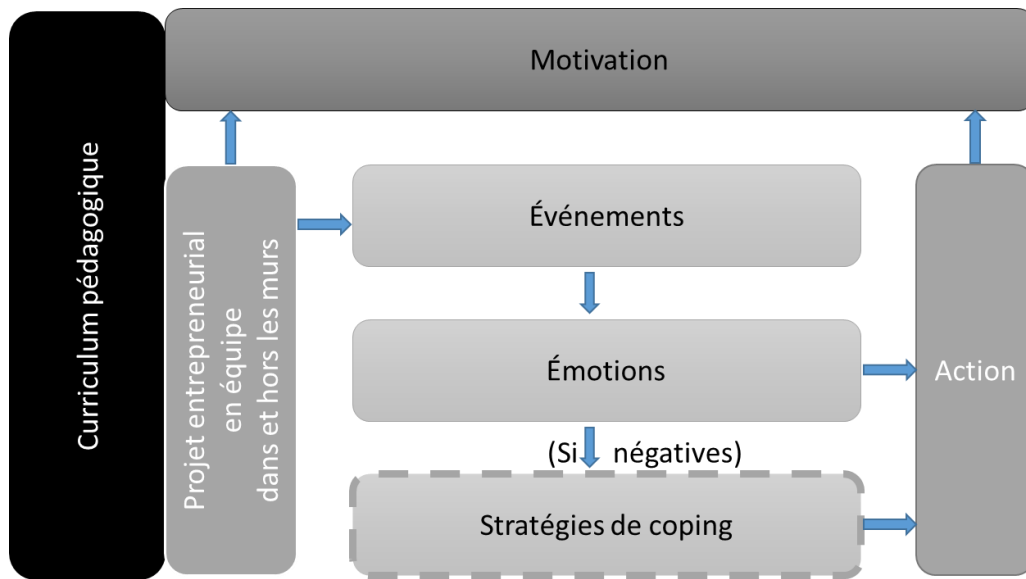 Motivation
Curriculum pédagogique
Projet entrepreneurial
en équipe
dans et hors les murs
Événements
Émotions
Action
(Si négatives)
Stratégies de coping